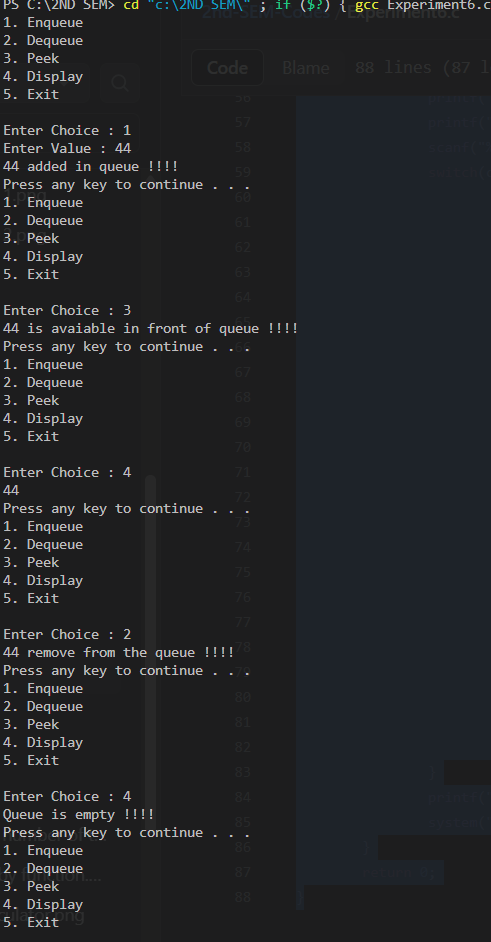 PS C:\2ND SEM> cd "c:\2ND SEM\" ; if ($?) { gcc Experiment6.c
1. Enqueue
2. Dequeue
3. Peek
4. Display
5. Exit
Enter Choice : 1
Enter Value : 44
44 added in queue !!!!
Press any key to continue . . .
1. Enqueue
2. Dequeue
3. Peek
4. Display
5. Exit
Enter Choice : 3
44 is avaiable in front of queue !!!!
Press any key to continue . . .
1. Enqueue
2. Dequeue
3. Peek
4. Display
5. Exit
Enter Choice : 4
44
Press any key to continue . . .
1. Enqueue
2. Dequeue
3. Peek
4. Display
5. Exit
Enter Choice : 2
44 remove from the queue !!!!
Press any key to continue . . .
1. Enqueue
2. Dequeue
3. Peek
4. Display
5. Exit
Enter Choice : 4
Queue is empty !!!!
Press any key to continue . . .
1. Enqueue
2. Dequeue
3. Peek
4. Display
5. Exit
Code Blame 88 lines (87 l
57
58
59
60
61
62
63
64
67
68
69
70
71
72
73
74
75
76
77
78
80
81
82
83
84
85
86
87
88